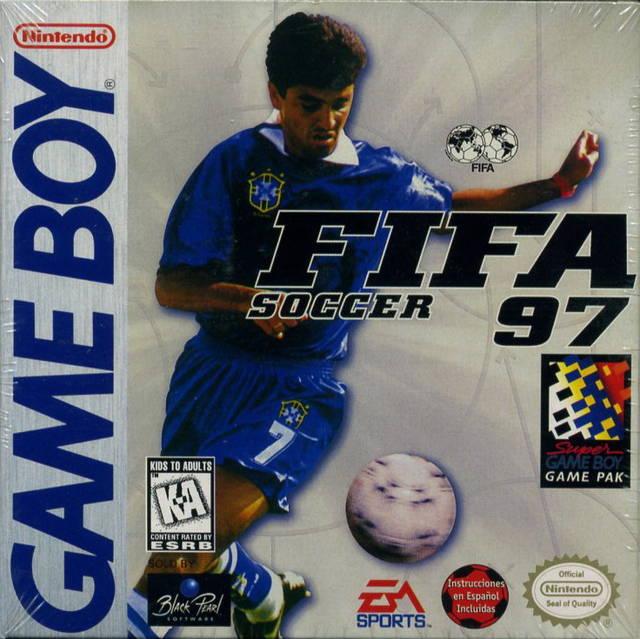 Nintendo®
GAME BOY
FIFA
FIFA
SOCCER 97
7
Super
GAME BOY
GAME PAK
KIDS TO ADULTS
K-A
CONTENT RATED BY
ESRB
SOLD BY
Black Pearl
SOFTWARE
EA
SPORTS™
Instrucciones
en Español
Incluidas
Official
Nintendo
Seal of Quality